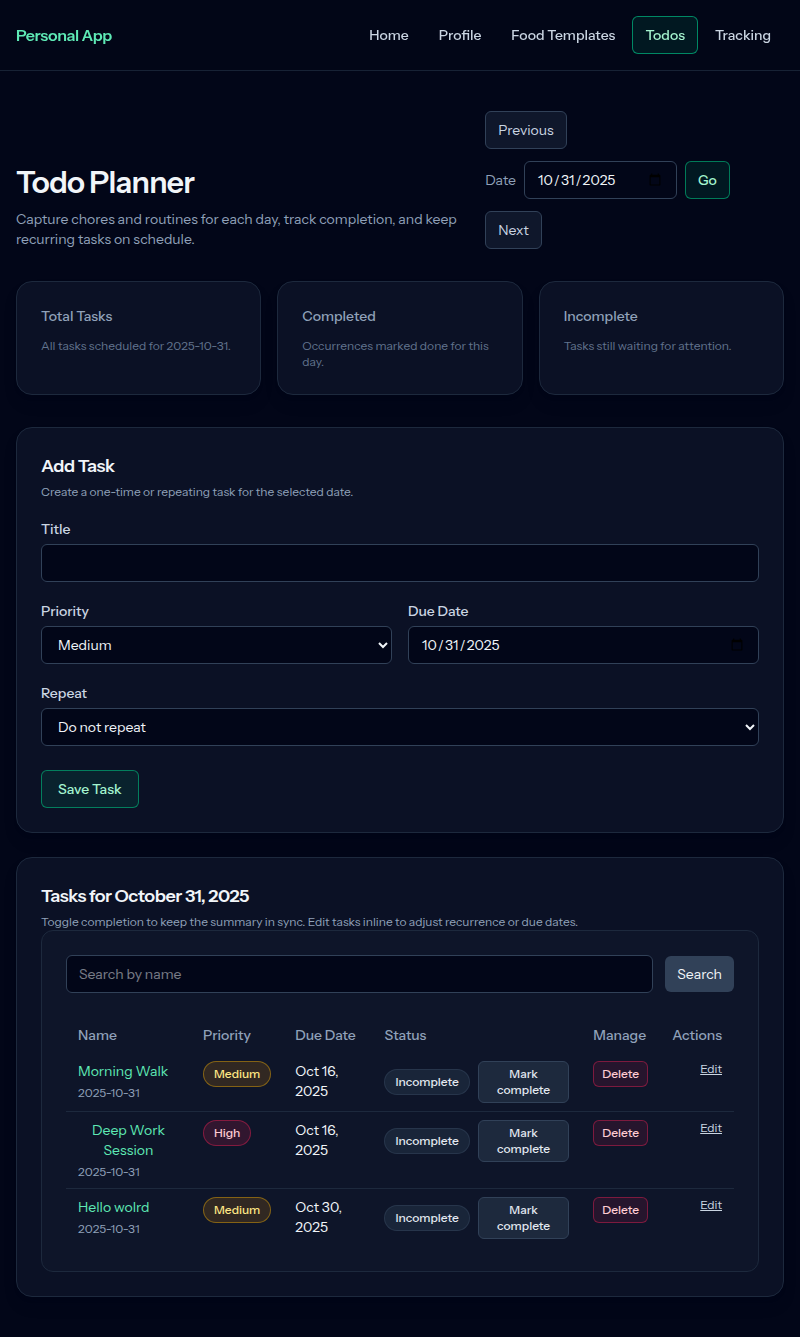 Personal App
Home
Profile
Food Templates
Todos
Tracking
Previous
Todo Planner
Date
10/31/2025
Go
Capture chores and routines for each day, track completion, and keep
recurring tasks on schedule.
Next
Total Tasks
All tasks scheduled for 2025-10-31.
Completed
Occurrences marked done for this
day.
Incomplete
Tasks still waiting for attention.
Add Task
Create a one-time or repeating task for the selected date.
Title
Priority
Due Date
Medium
10/31/2025
Repeat
Do not repeat
Save Task
Tasks for October 31, 2025
Toggle completion to keep the summary in sync. Edit tasks inline to adjust recurrence or due dates.
Search by name
Search
Name
Priority
Due Date
Status
Manage
Actions
Morning Walk
2025-10-31
Medium
Oct 16,
2025
Incomplete
Mark
complete
Delete
Edit
Deep Work
Session
2025-10-31
High
Oct 16,
2025
Incomplete
Mark
complete
Delete
Edit
Hello wolrd
2025-10-31
Medium
Oct 30,
2025
Incomplete
Mark
complete
Delete
Edit